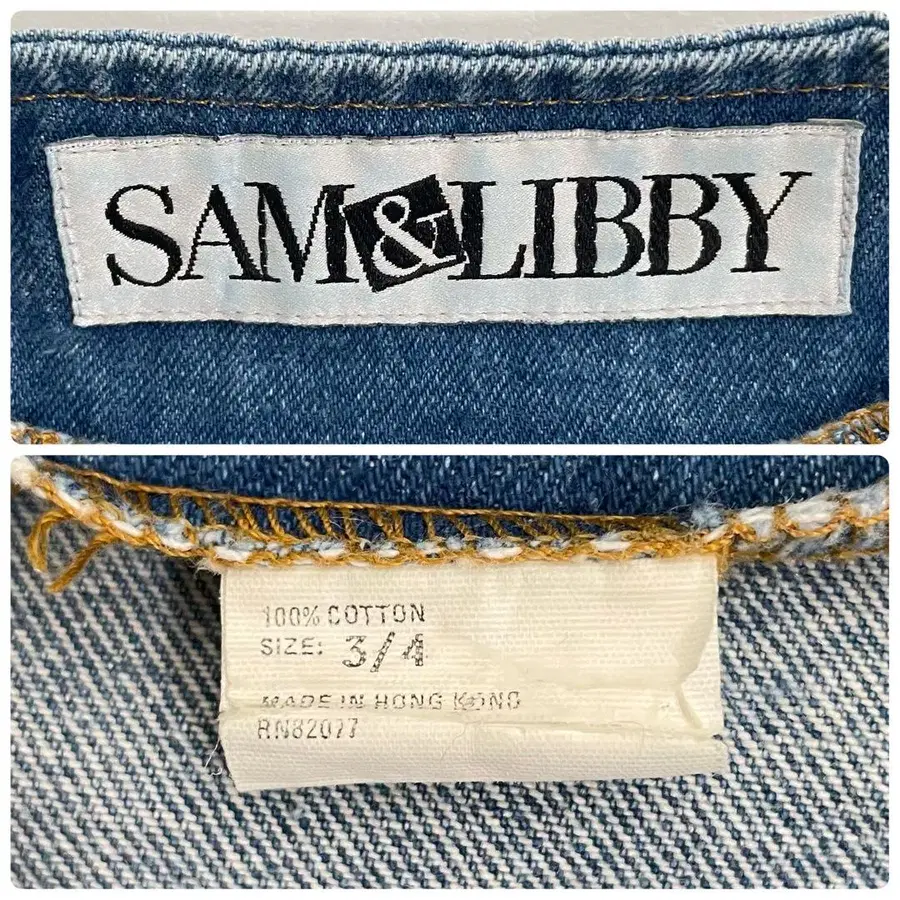 SAM&LIBBY
100% COTTON
SIZE: 3/4
MADE IN HONG KONG
RN82077